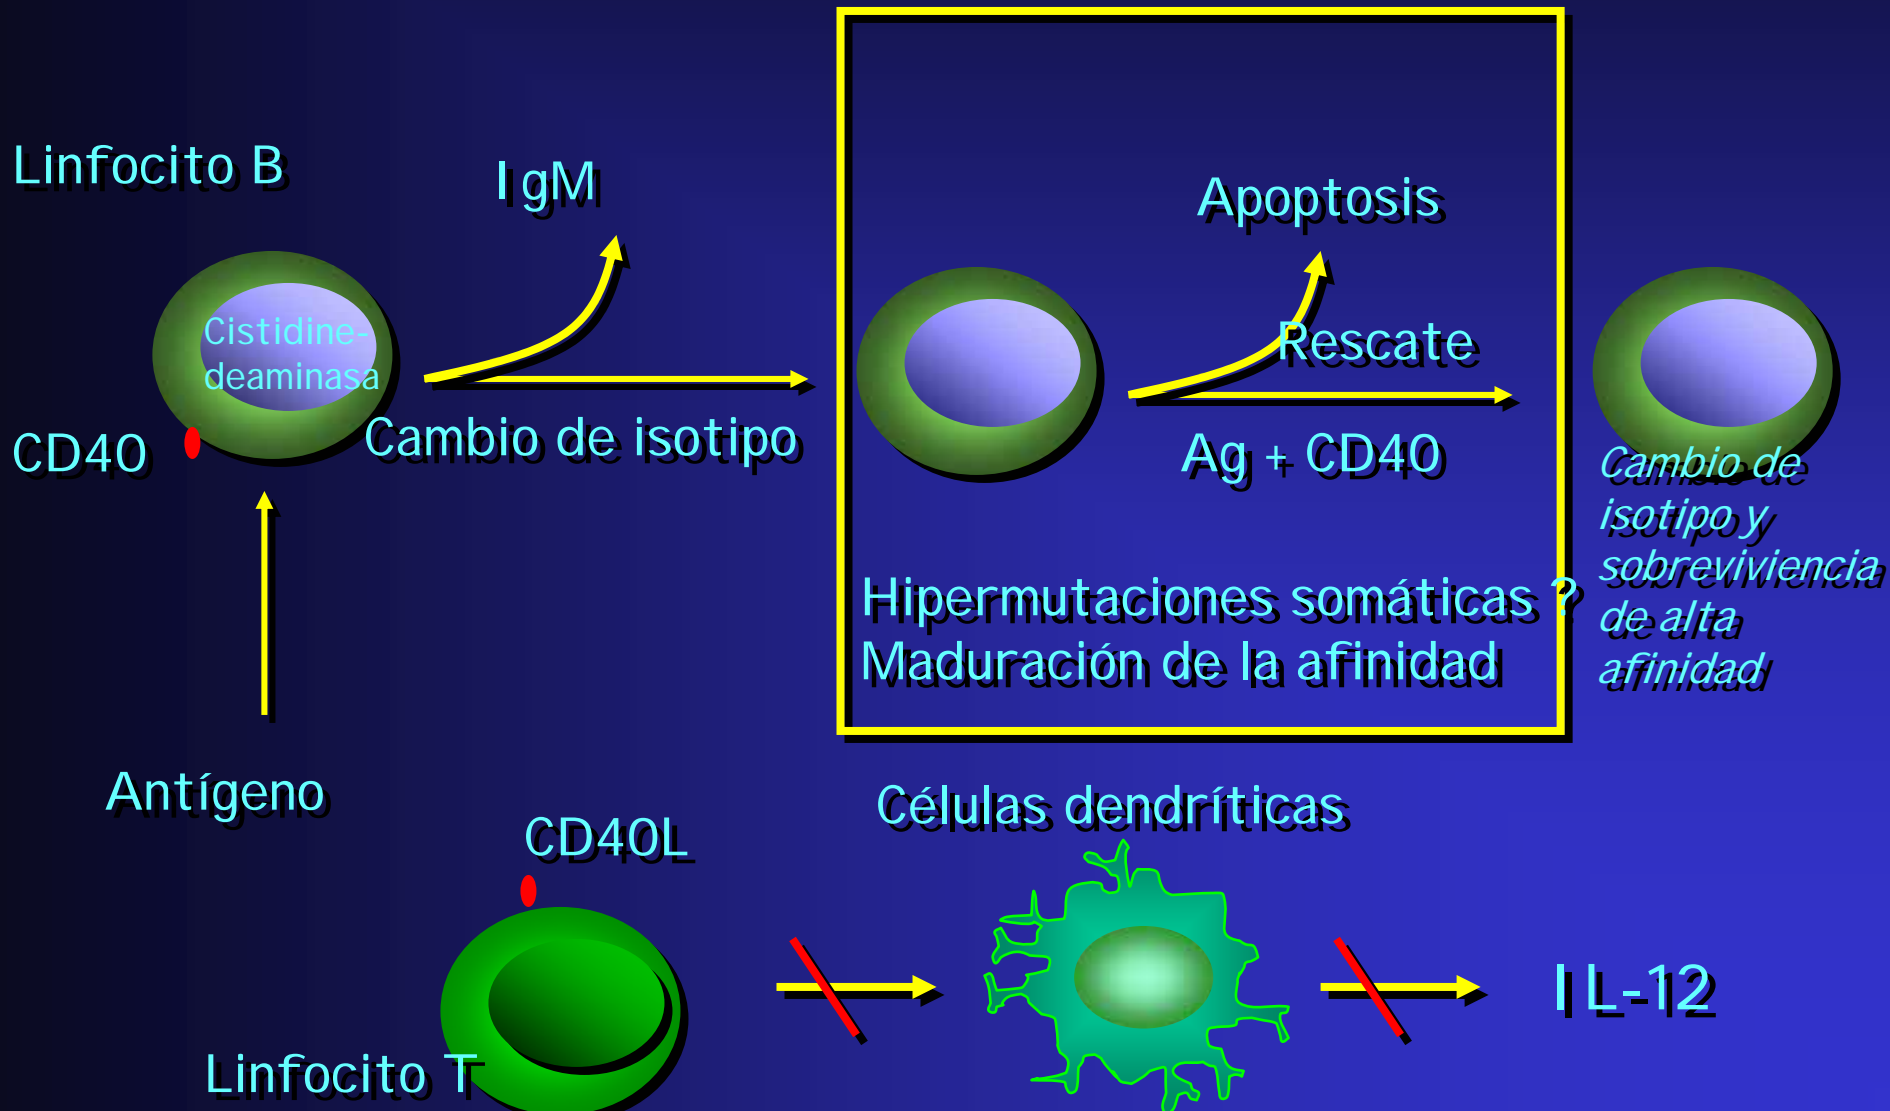 Linfocito B
IgM
Apoptosis
Cistidine-
deaminasa
Rescate
CD40
Cambio de isotipo
Ag + CD40
Cambio de
isotipo y
sobreviviencia
de alta
afinidad
Hipermutaciones somáticas ?
Maduración de la afinidad
Antígeno
CD40L
Células dendríticas
IL-12
Linfocito T